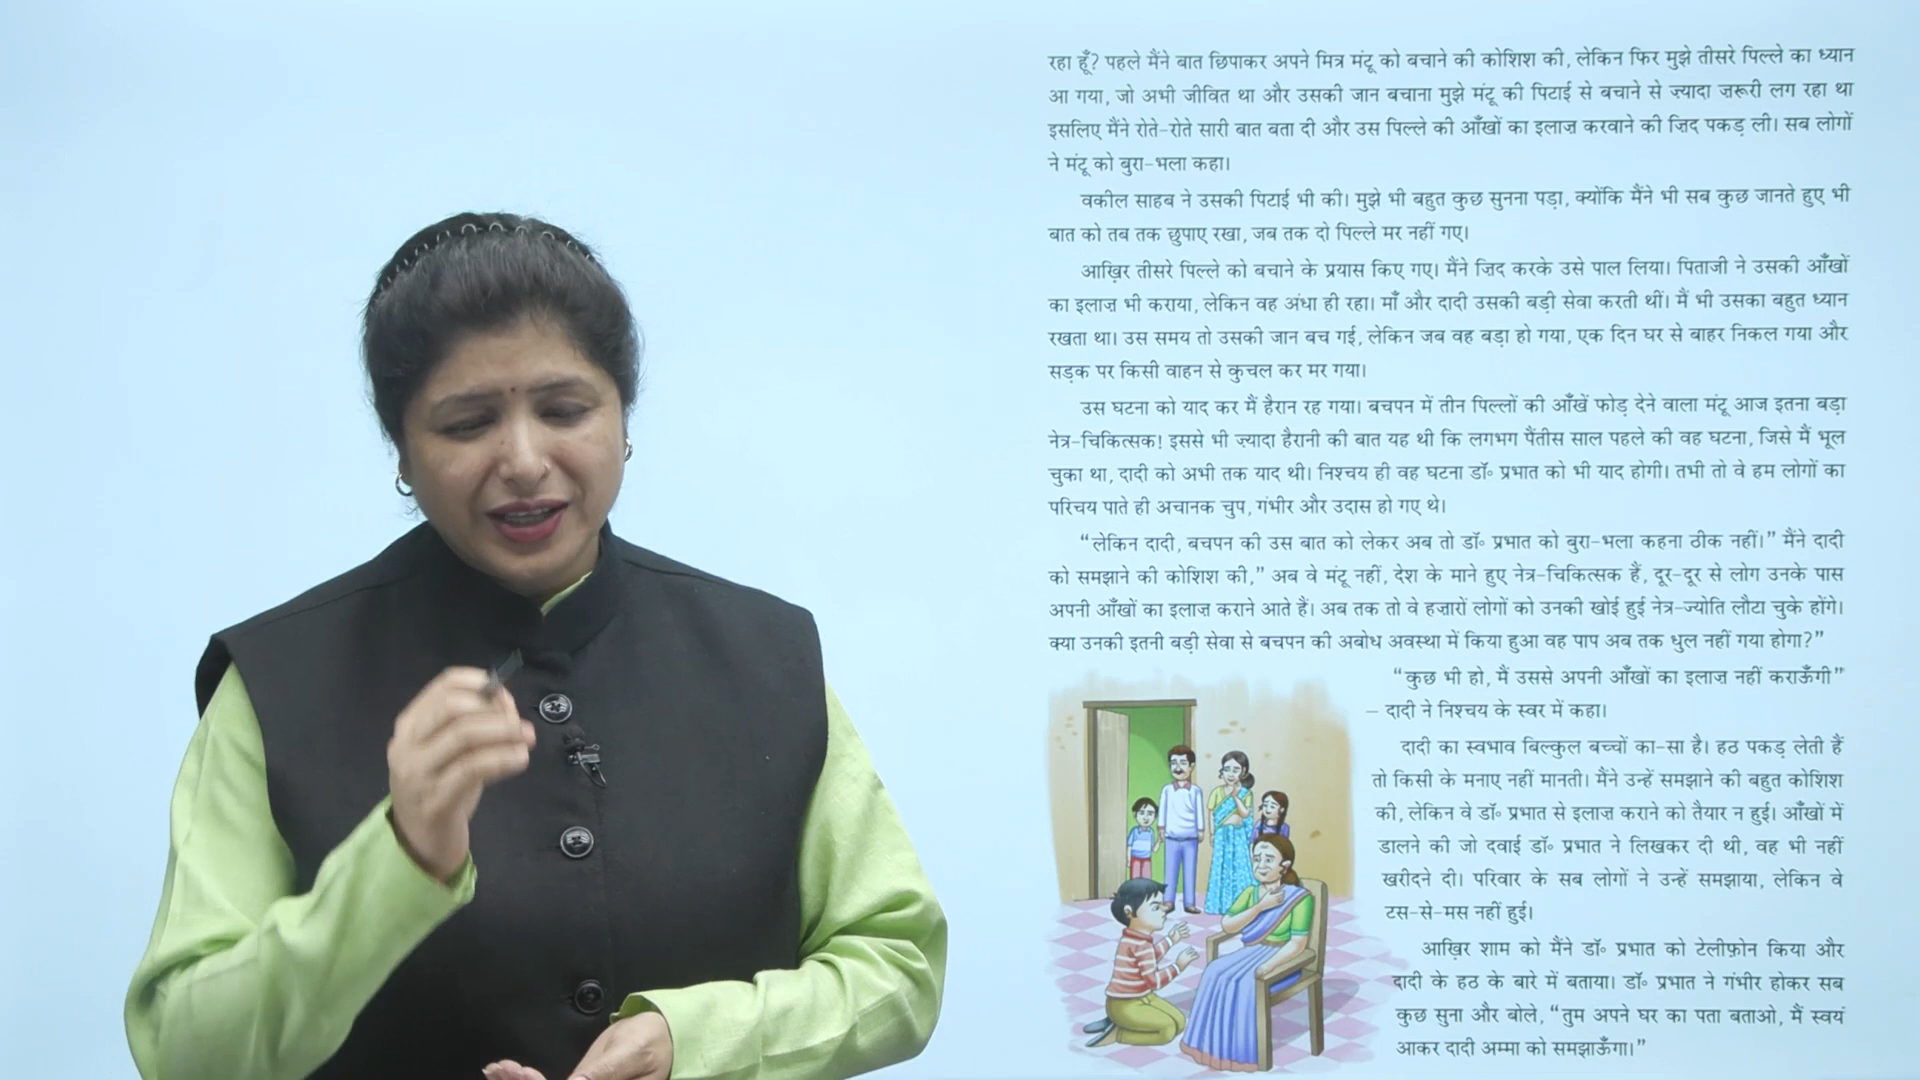 रहा हूँ? पहले मैंने बात छिपाकर अपने मित्र मंटू को बचाने की कोशिश की, लेकिन फिर मुझे तीसरे पिल्ले का ध्यान
आ गया, जो अभी जीवित था और उसकी जान बचाना मुझे मंटू की पिटाई से बचाने से ज़्यादा ज़रूरी लग रहा था
इसलिए मैंने रोते-रोते सारी बात बता दी और उस पिल्ले की आँखों का इलाज करवाने की ज़िद पकड़ ली। सब लोगों
ने मंटू को बुरा-भला कहा।
वकील साहब ने उसकी पिटाई भी की। मुझे भी बहुत कुछ सुनना पड़ा, क्योंकि मैंने भी सब कुछ जानते हुए भी
बात को तब तक छुपाए रखा, जब तक दो पिल्ले मर नहीं गए।
आख़िर तीसरे पिल्ले को बचाने के प्रयास किए गए। मैंने ज़िद करके उसे पाल लिया। पिताजी ने उसकी आँखों
का इलाज़ भी कराया, लेकिन वह अंधा ही रहा। माँ और दादी उसकी बड़ी सेवा करती थीं। मैं भी उसका बहुत ध्यान
रखता था। उस समय तो उसकी जान बच गई, लेकिन जब वह बड़ा हो गया, एक दिन घर से बाहर निकल गया और
सड़क पर किसी वाहन से कुचल कर मर गया।
उस घटना को याद कर मैं हैरान रह गया। बचपन में तीन पिल्लों की आँखें फोड़ देने वाला मंटू आज इतना बड़ा
नेत्र-चिकित्सक! इससे भी ज़्यादा हैरानी की बात यह थी कि लगभग पैंतीस साल पहले की वह घटना, जिसे मैं भूल
चुका था, दादी को अभी तक याद थी। निश्चय ही वह घटना डॉ॰ प्रभात को भी याद होगी। तभी तो वे हम लोगों का
परिचय पाते ही अचानक चुप, गंभीर और उदास हो गए थे।
“लेकिन दादी, बचपन की उस बात को लेकर अब तो डॉ॰ प्रभात को बुरा-भला कहना ठीक नहीं।” मैंने दादी
को समझाने की कोशिश की,” अब वे मंटू नहीं, देश के माने हुए नेत्र-चिकित्सक हैं, दूर-दूर से लोग उनके पास
अपनी आँखों का इलाज़ कराने आते हैं। अब तक तो वे हज़ारों लोगों को उनकी खोई हुई नेत्र-ज्योति लौटा चुके होंगे।
क्या उनकी इतनी बड़ी सेवा से बचपन की अबोध अवस्था में किया हुआ वह पाप अब तक धुल नहीं गया होगा?”
“कुछ भी हो, मैं उससे अपनी आँखों का इलाज़ नहीं कराऊँगी”
– दादी ने निश्चय के स्वर में कहा।
दादी का स्वभाव बिल्कुल बच्चों का-सा है। हठ पकड़ लेती हैं
तो किसी के मनाए नहीं मानती। मैंने उन्हें समझाने की बहुत कोशिश
की, लेकिन वे डॉ॰ प्रभात से इलाज़ कराने को तैयार न हुईं। आँखों में
डालने की जो दवाई डॉ॰ प्रभात ने लिखकर दी थी, वह भी नहीं
खरीदने दी। परिवार के सब लोगों ने उन्हें समझाया, लेकिन वे
टस-से-मस नहीं हुईं।
आख़िर शाम को मैंने डॉ॰ प्रभात को टेलीफ़ोन किया और
दादी के हठ के बारे में बताया। डॉ॰ प्रभात ने गंभीर होकर सब
कुछ सुना और बोले, “तुम अपने घर का पता बताओ, मैं स्वयं
आकर दादी अम्मा को समझाऊँगा।”